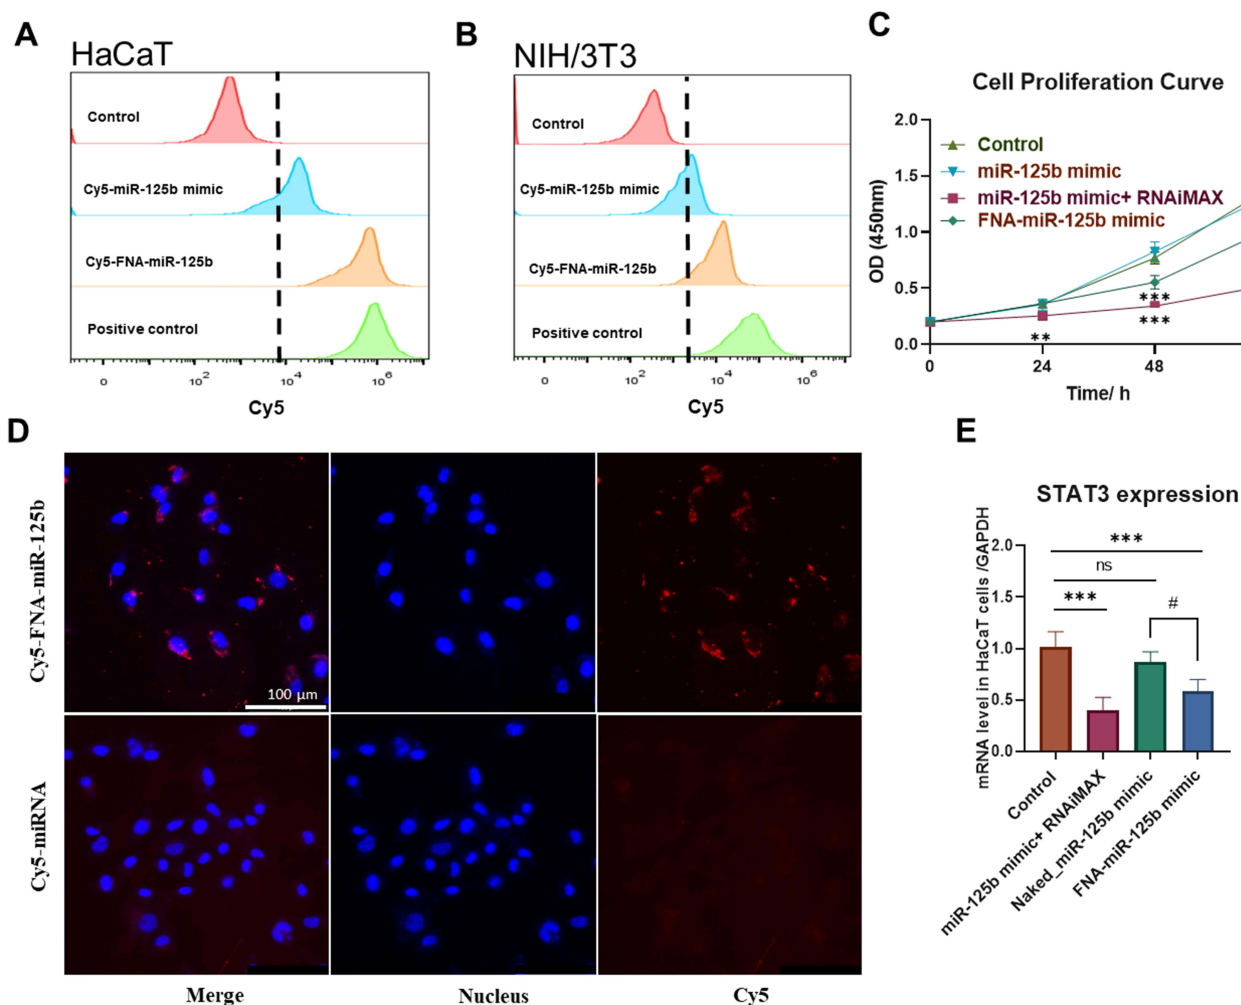 A
HaCaT
Control
Cy5-miR-125b mimic
Cy5-FNA-miR-125b
Positive control
0
10²
10⁴
10⁶
Cy5
B
NIH/3T3
Control
Cy5-miR-125b mimic
Cy5-FNA-miR-125b
Positive control
0
10²
10⁴
10⁶
Cy5
C
Cell Proliferation Curve
OD (450nm)
2.0
1.5
1.0
0.5
0.0
Control
miR-125b mimic
miR-125b mimic+ RNAiMAX
FNA-miR-125b mimic
**
***
***
0
24
48
Time/ h
D
Cy5-FNA-miR-125b
100 µm
Cy5-miRNA
Merge
Nucleus
Cy5
E
STAT3 expression
mRNA level in HaCaT cells /GAPDH
2.0
1.5
1.0
0.5
0.0
***
ns
***
#
Control
miR-125b mimic+ RNAiMAX
Naked_miR-125b mimic
FNA-miR-125b mimic